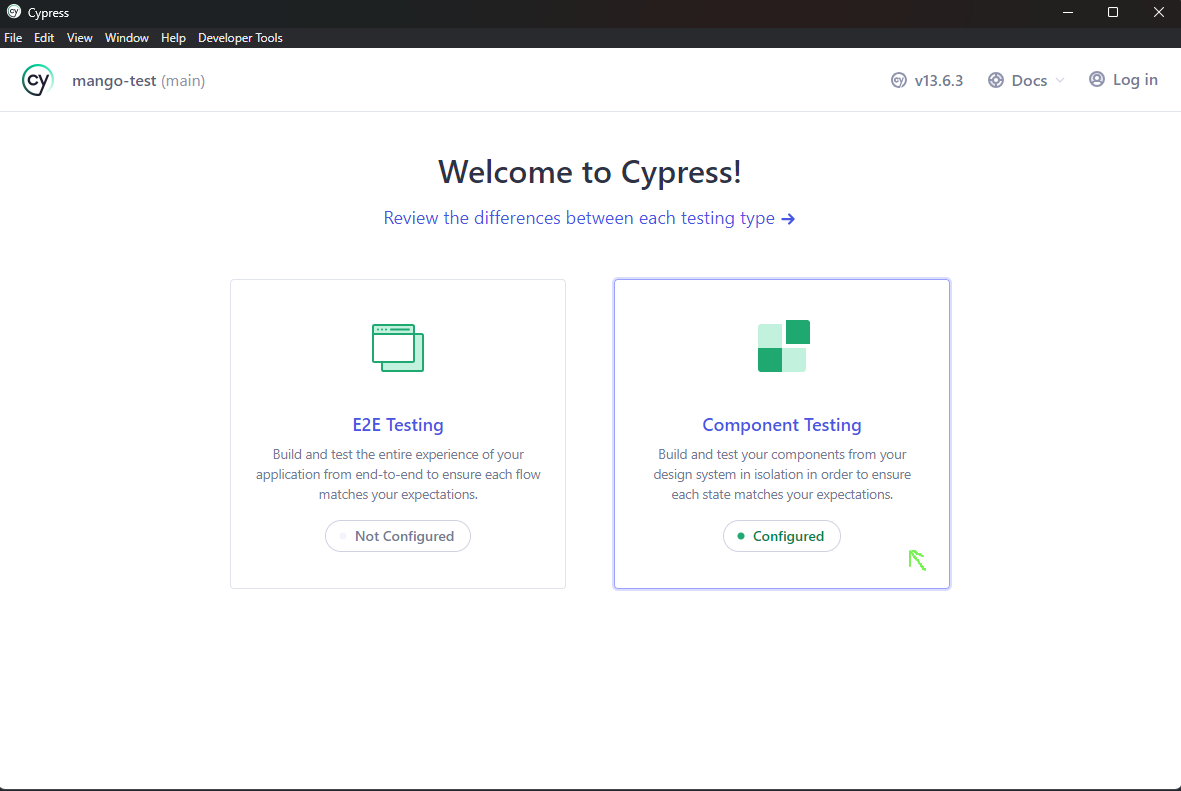 cy Cypress
File Edit View Window Help Developer Tools
cy mango-test (main) cy v13.6.3 Docs Log in
Welcome to Cypress!
Review the differences between each testing type →
E2E Testing
Build and test the entire experience of your
application from end-to-end to ensure each flow
matches your expectations.
Not Configured
Component Testing
Build and test your components from your
design system in isolation in order to ensure
each state matches your expectations.
Configured